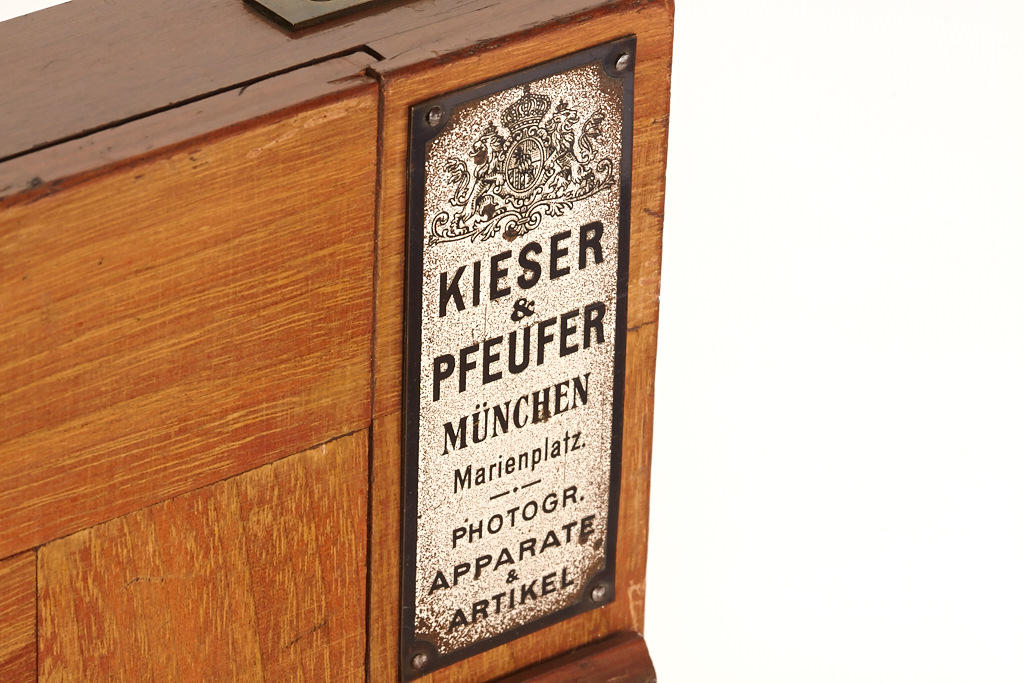 KIESER
&
PFEUFER
MÜNCHEN
Marienplatz.
PHOTOGR.
APPARATE
&
ARTIKEL